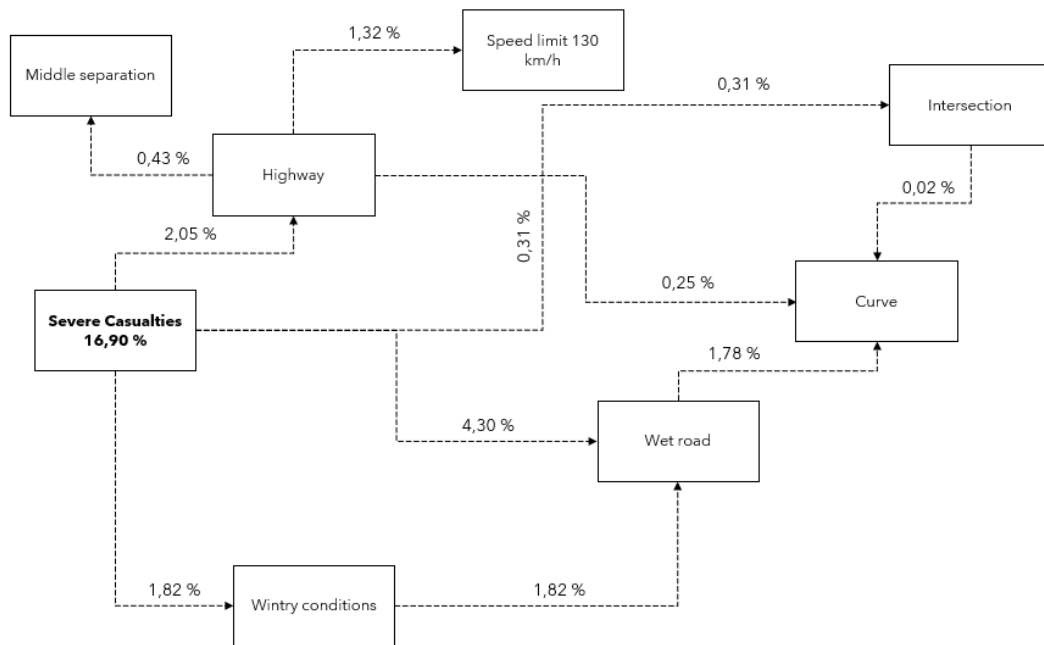 1,32 %
Speed limit 130
km/h
Middle separation
0,31 %
Intersection
0,43 %
Highway
0,02 %
2,05 %
0,31 %
0,25 %
Curve
Severe Casualties
16,90 %
1,78 %
4,30 %
Wet road
1,82 %
Wintry conditions
1,82 %